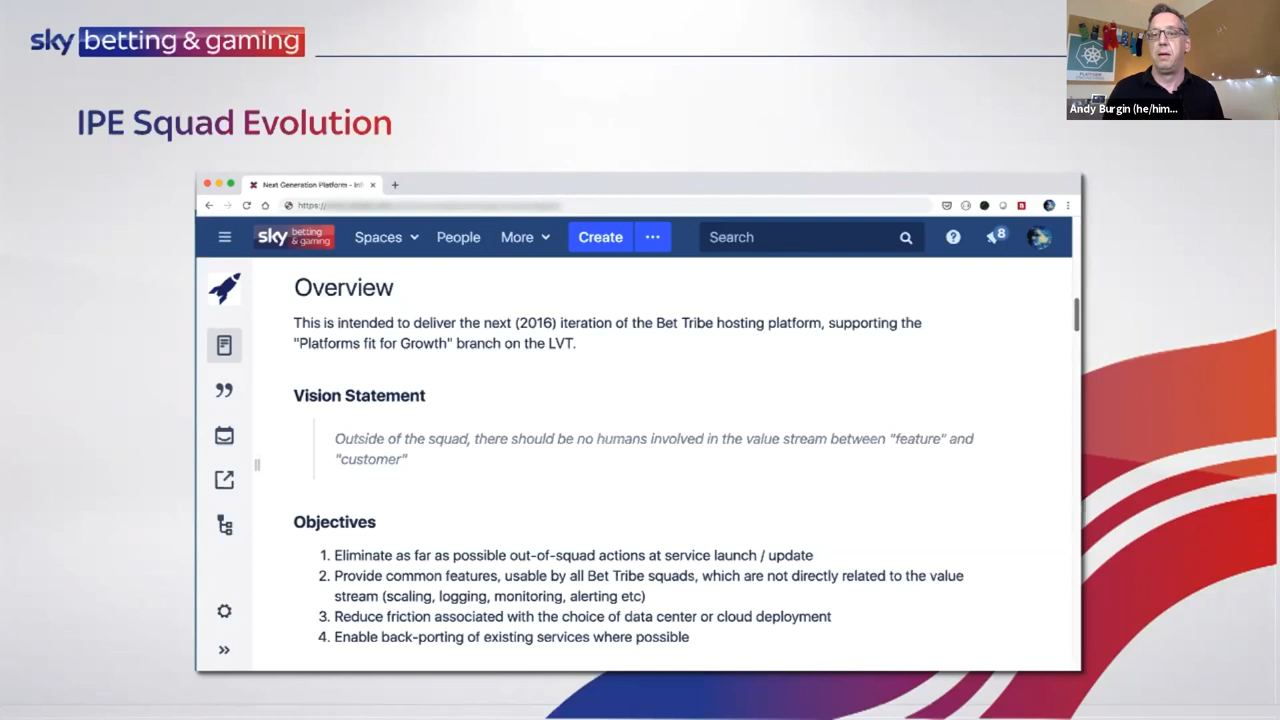 sky betting & gaming
PLATFORM
Andy Burgin (he/him...
IPE Squad Evolution
Next Generation Platform - Inf
https://
sky betting & gaming
Spaces
People
More
Create
Search
8
Overview
This is intended to deliver the next (2016) iteration of the Bet Tribe hosting platform, supporting the
"Platforms fit for Growth" branch on the LVT.
Vision Statement
Outside of the squad, there should be no humans involved in the value stream between "feature" and
"customer"
Objectives
1. Eliminate as far as possible out-of-squad actions at service launch / update
2. Provide common features, usable by all Bet Tribe squads, which are not directly related to the value
stream (scaling, logging, monitoring, alerting etc)
3. Reduce friction associated with the choice of data center or cloud deployment
4. Enable back-porting of existing services where possible